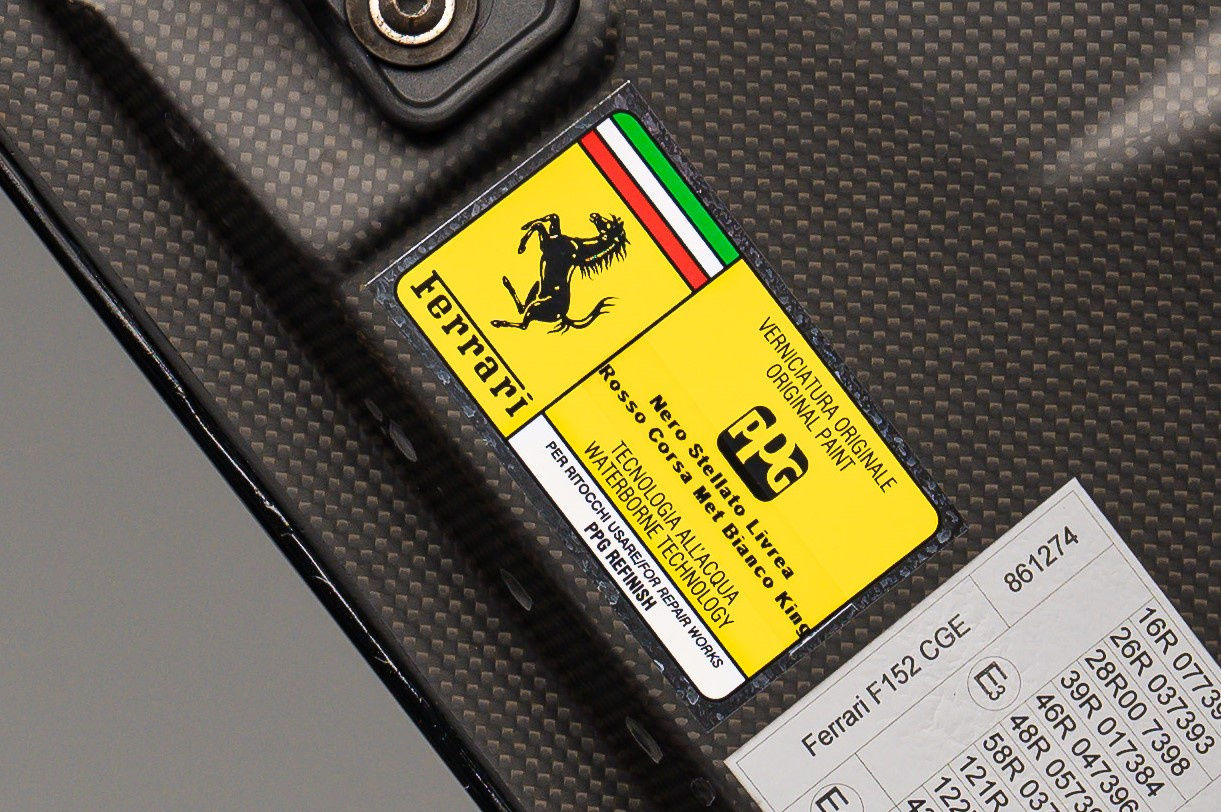 Ferrari
VERNICIATURA ORIGINALE
ORIGINAL PAINT
PPG
Nero Stellato Livrea
Rosso Corsa Met Bianco King
TECNOLOGIA ALL'ACQUA
WATERBORNE TECHNOLOGY
PER RITOCCHI USARE/FOR REPAIR WORKS
PPG REFINISH
Ferrari F152 CGE
861274
E3
16R 07739
26R 037393
28R00 7398
39R 017384
46R 04739
48R 0573
58R 03
121R
122
E